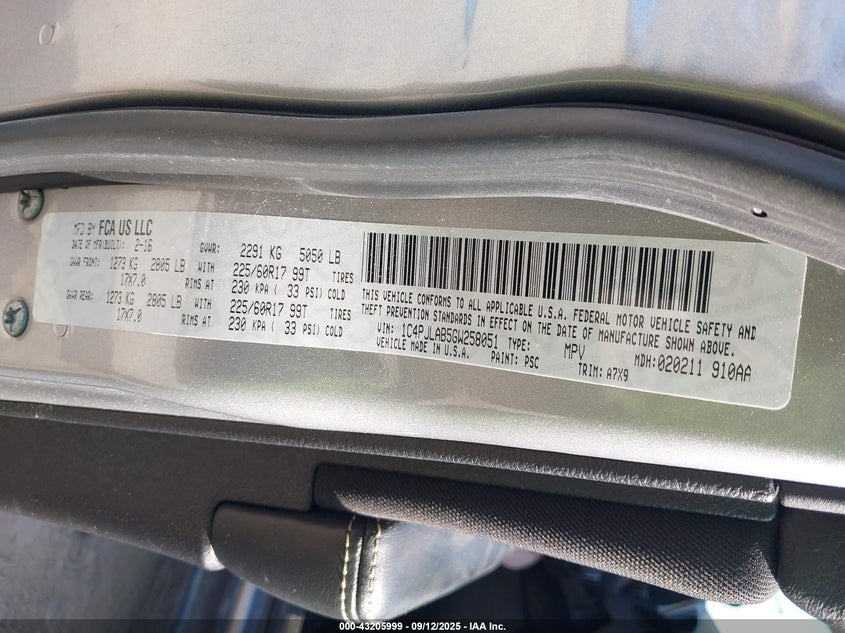 MFD BY FCA US LLC
DATE OF MFR(BUILT): 2-16 GVWR: 2291 KG 5050 LB
GAWR FRONT: 1273 KG 2805 LB WITH 225/60R17 99T TIRES
17X7.0 RIMS AT 230 KPA ( 33 PSI) COLD
GAWR REAR: 1273 KG 2805 LB WITH 225/60R17 99T TIRES
17X7.0 RIMS AT 230 KPA ( 33 PSI) COLD
THIS VEHICLE CONFORMS TO ALL APPLICABLE U.S.A. FEDERAL MOTOR VEHICLE SAFETY AND
THEFT PREVENTION STANDARDS IN EFFECT ON THE DATE OF MANUFACTURE SHOWN ABOVE.
VIN: 1C4PJLAB5GW258051 TYPE: MPV MDH:020211 910AA
VEHICLE MADE IN U.S.A. PAINT: PSC TRIM: A7X9
000-43205999 - 09/12/2025 - IAA Inc.